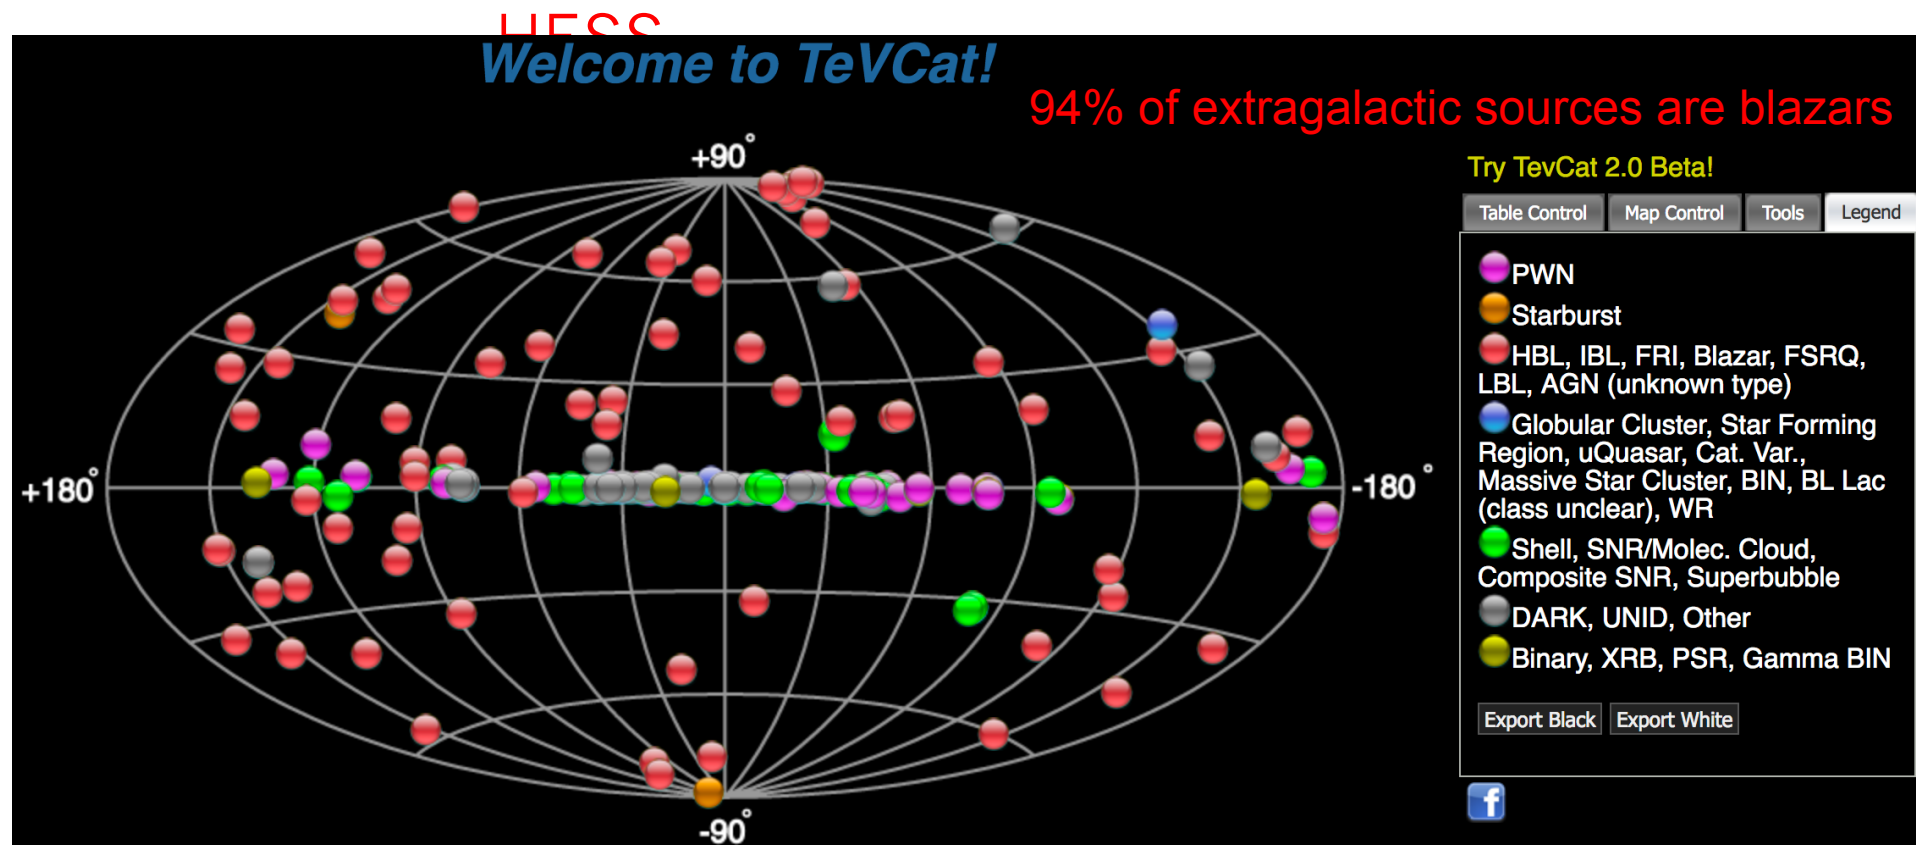 HESS
Welcome to TeVCat!
94% of extragalactic sources are blazars
+90°
Try TevCat 2.0 Beta!
Table Control Map Control Tools Legend
PWN
Starburst
HBL, IBL, FRI, Blazar, FSRQ,
LBL, AGN (unknown type)
Globular Cluster, Star Forming
Region, uQuasar, Cat. Var.,
Massive Star Cluster, BIN, BL Lac
(class unclear), WR
Shell, SNR/Molec. Cloud,
Composite SNR, Superbubble
DARK, UNID, Other
Binary, XRB, PSR, Gamma BIN
Export Black Export White
+180°
-180°
-90°
f